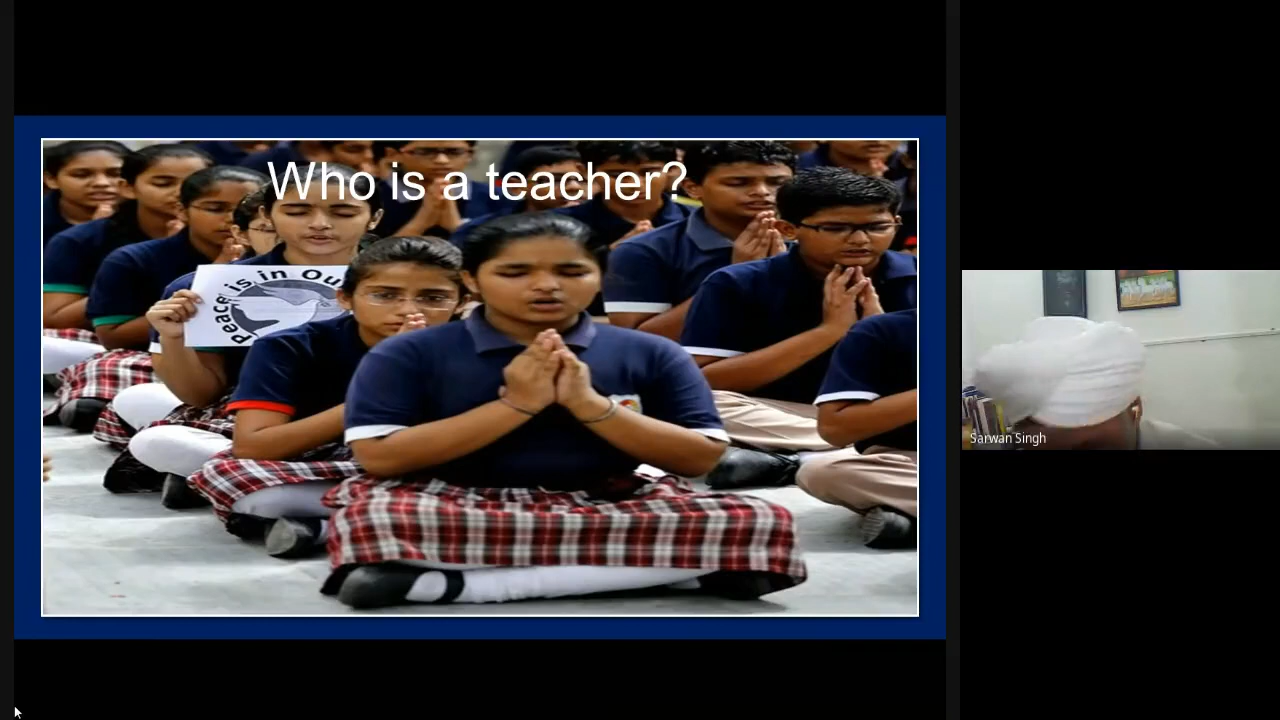 Who is a teacher?
Peace is in Ou
Sarwan Singh